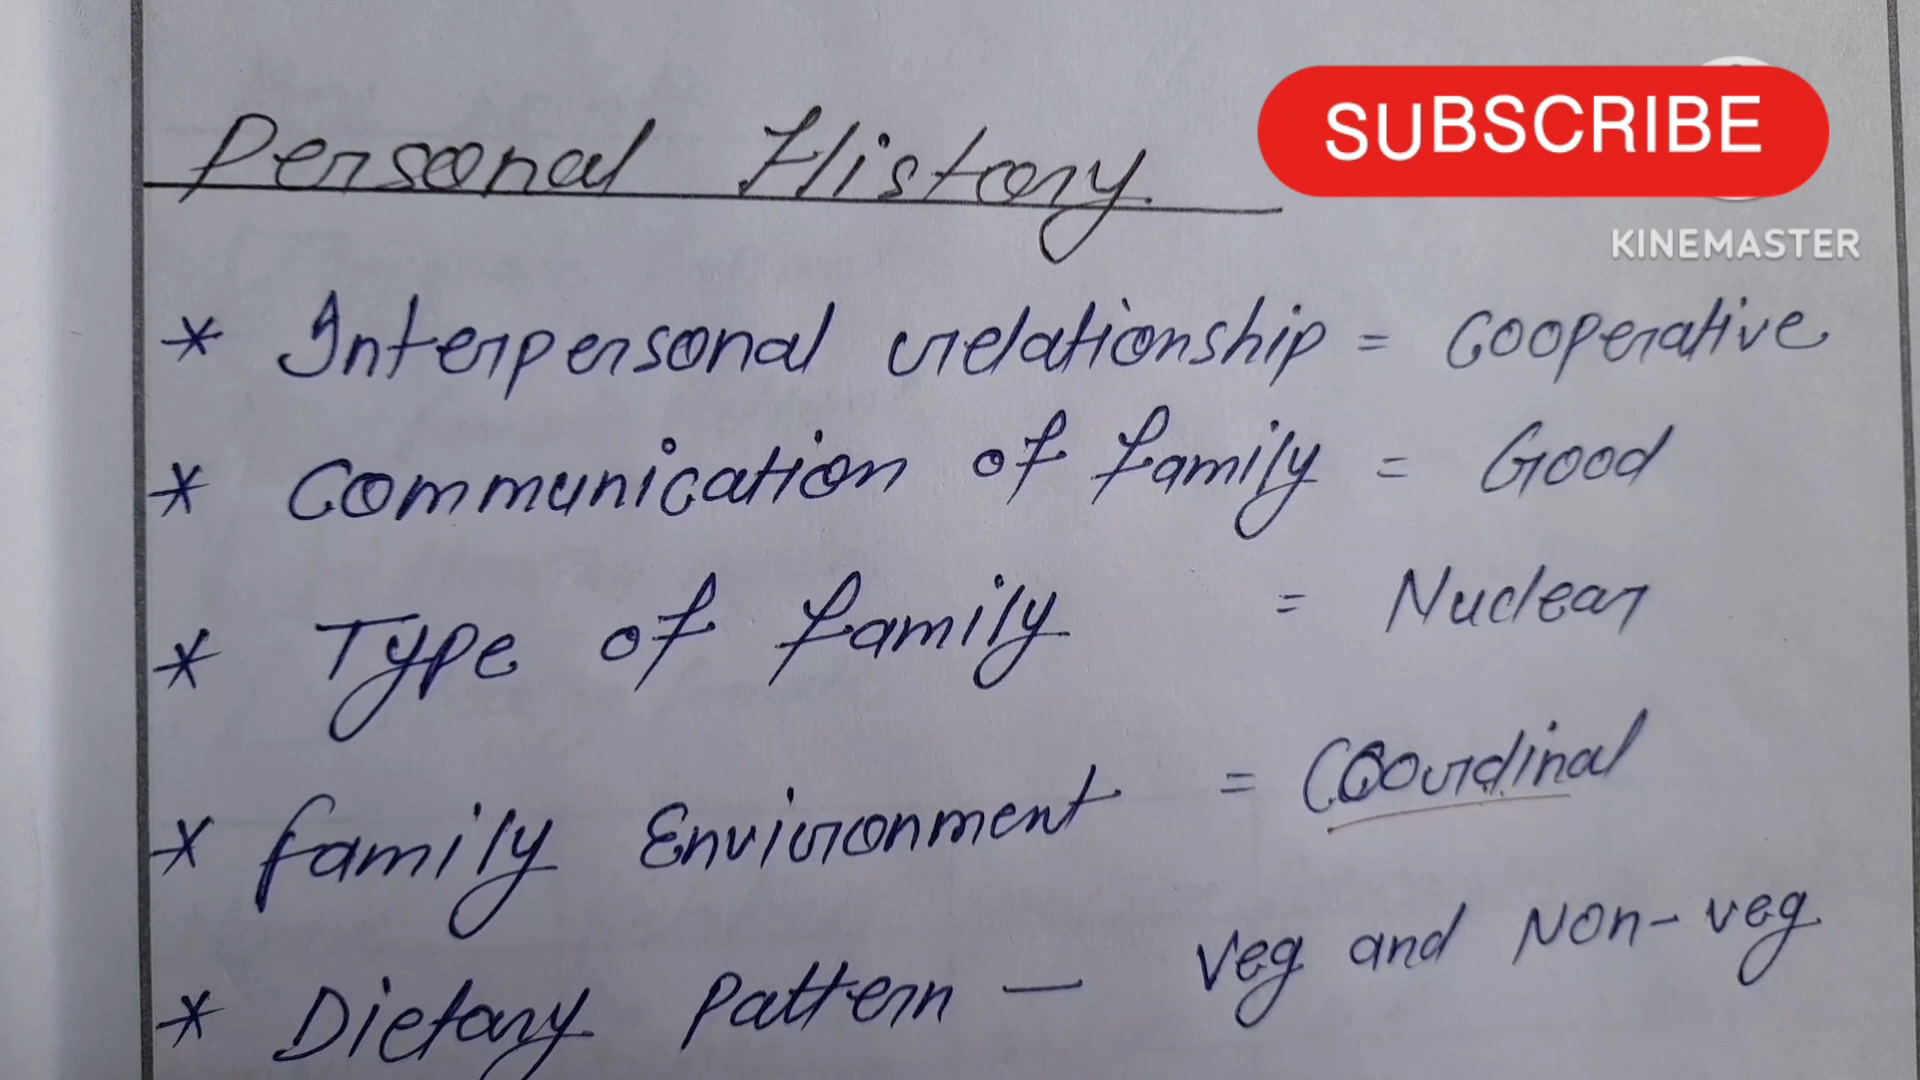 Personal History.
SUBSCRIBE
KINEMASTER
* Interpersonal relationship = Cooperative
* Communication of family = Good
* Type of family = Nuclear
* family Environment = Coordinal
* Dietary pattern — Veg and Non-veg